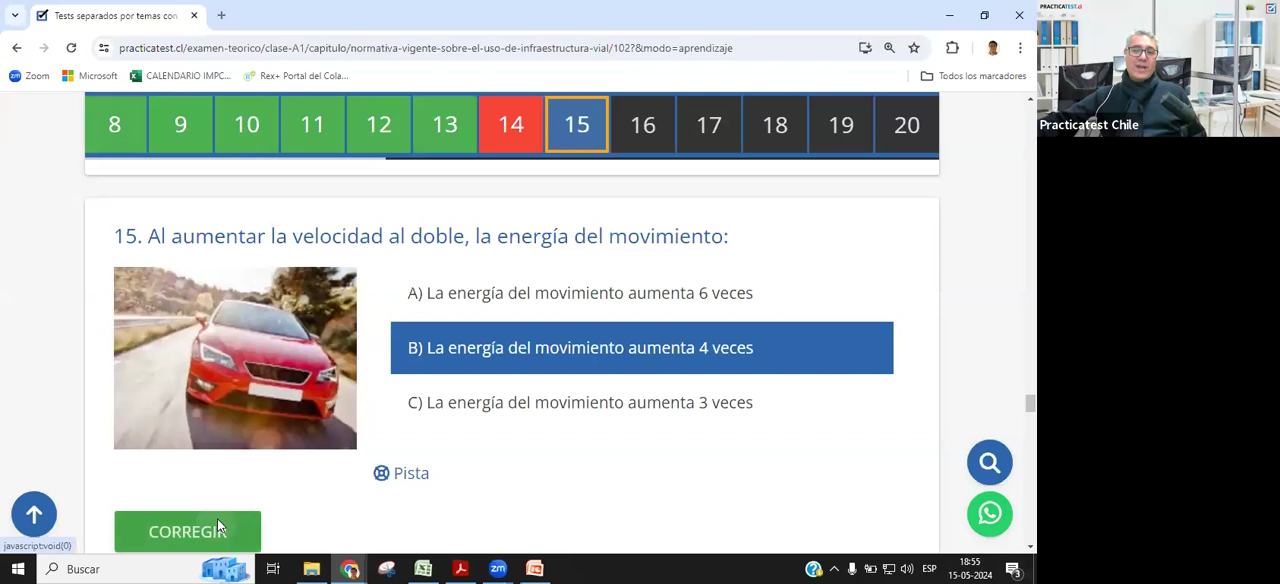 Tests separados por temas con
practicatest.cl/examen-teorico/clase-A1/capitulo/normativa-vigente-sobre-el-uso-de-infraestructura-vial/102?&modo=aprendizaje
Zoom
Microsoft
CALENDARIO IMPC...
Rex+ Portal del Cola...
Todos los marcadores
PRACTICATEST.CL
Practicatest Chile
8 9 10 11 12 13 14 15 16 17 18 19 20
15. Al aumentar la velocidad al doble, la energía del movimiento:
A) La energía del movimiento aumenta 6 veces
B) La energía del movimiento aumenta 4 veces
C) La energía del movimiento aumenta 3 veces
Pista
CORREGIR
javascript:void(0)
Buscar
ESP
18:55
15-05-2024
3